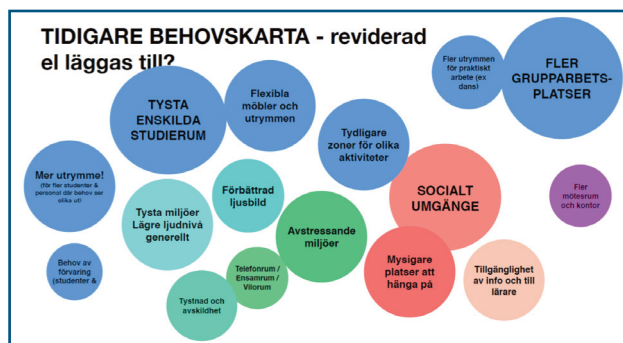 TIDIGARE BEHOVSKARTA - reviderad
el läggas till?
TYSTA
ENSKILDA
STUDIERUM
Flexibla
möbler och
utrymmen
Fler utrymmen
för praktiskt
arbete (ex
dans)
FLER
GRUPPARBETS-
PLATSER
Tydligare
zoner för olika
aktiviteter
Mer utrymme!
(för fler studenter &
personal där behov ser
olika ut)
Tysta miljöer
Lägre ljudnivå
generellt
Förbättrad
ljusbild
SOCIALT
UMGÄNGE
Fler
mötesrum
och kontor
Avstressande
miljöer
Behov av
förvaring
(studenter &
Telefonrum /
Ensamrum /
Vilorum
Mysigare
platser att
hänga på
Tillgänglighet
av info och till
lärare
Tystnad och
avskildhet